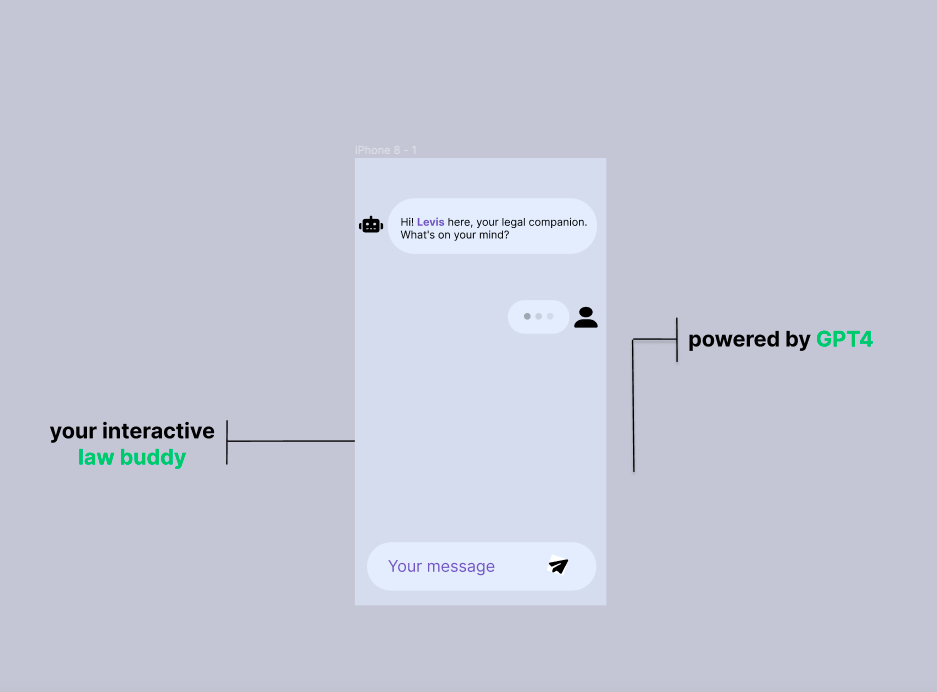 iPhone 8 - 1
Hi! Levis here, your legal companion.
What's on your mind?
powered by GPT4
your interactive
law buddy
Your message